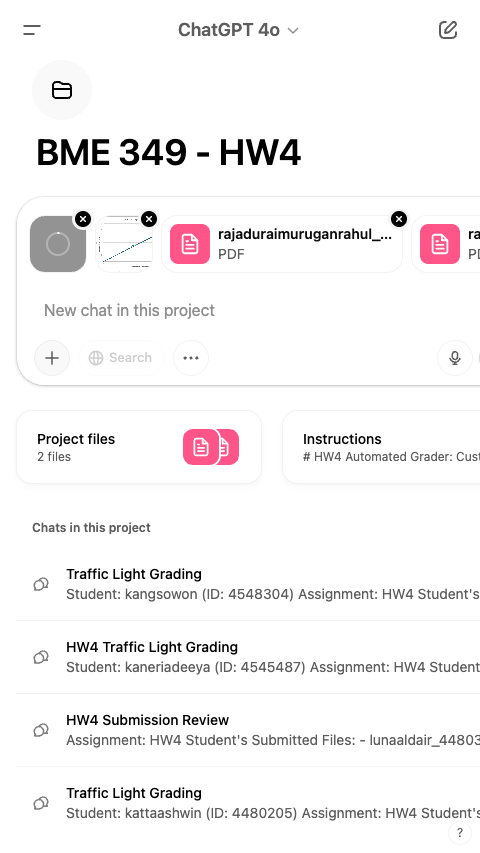 ChatGPT 4o
BME 349 - HW4
rajaduraimuruganrahul_...
PDF
ra
PD
New chat in this project
Search
Project files
2 files
Instructions
# HW4 Automated Grader: Cust
Chats in this project
Traffic Light Grading
Student: kangsowon (ID: 4548304) Assignment: HW4 Student's
HW4 Traffic Light Grading
Student: kaneriadeeya (ID: 4545487) Assignment: HW4 Student
HW4 Submission Review
Assignment: HW4 Student's Submitted Files: - lunaaldair_44803
Traffic Light Grading
Student: kattaashwin (ID: 4480205) Assignment: HW4 Student's
?